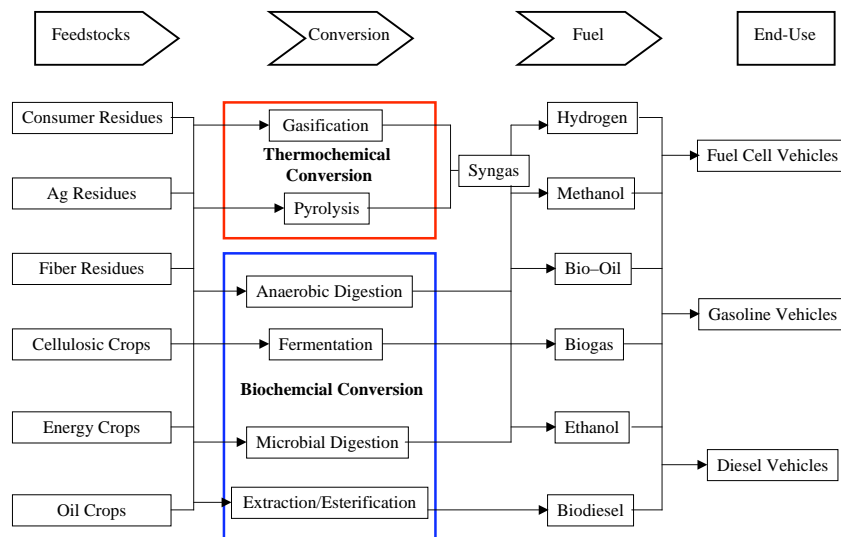 Feedstocks
Conversion
Fuel
End-Use
Consumer Residues
Gasification
Hydrogen
Thermochemical
Conversion
Syngas
Fuel Cell Vehicles
Ag Residues
Pyrolysis
Methanol
Fiber Residues
Anaerobic Digestion
Bio–Oil
Gasoline Vehicles
Cellulosic Crops
Fermentation
Biogas
Biochemcial Conversion
Energy Crops
Microbial Digestion
Ethanol
Diesel Vehicles
Oil Crops
Extraction/Esterification
Biodiesel